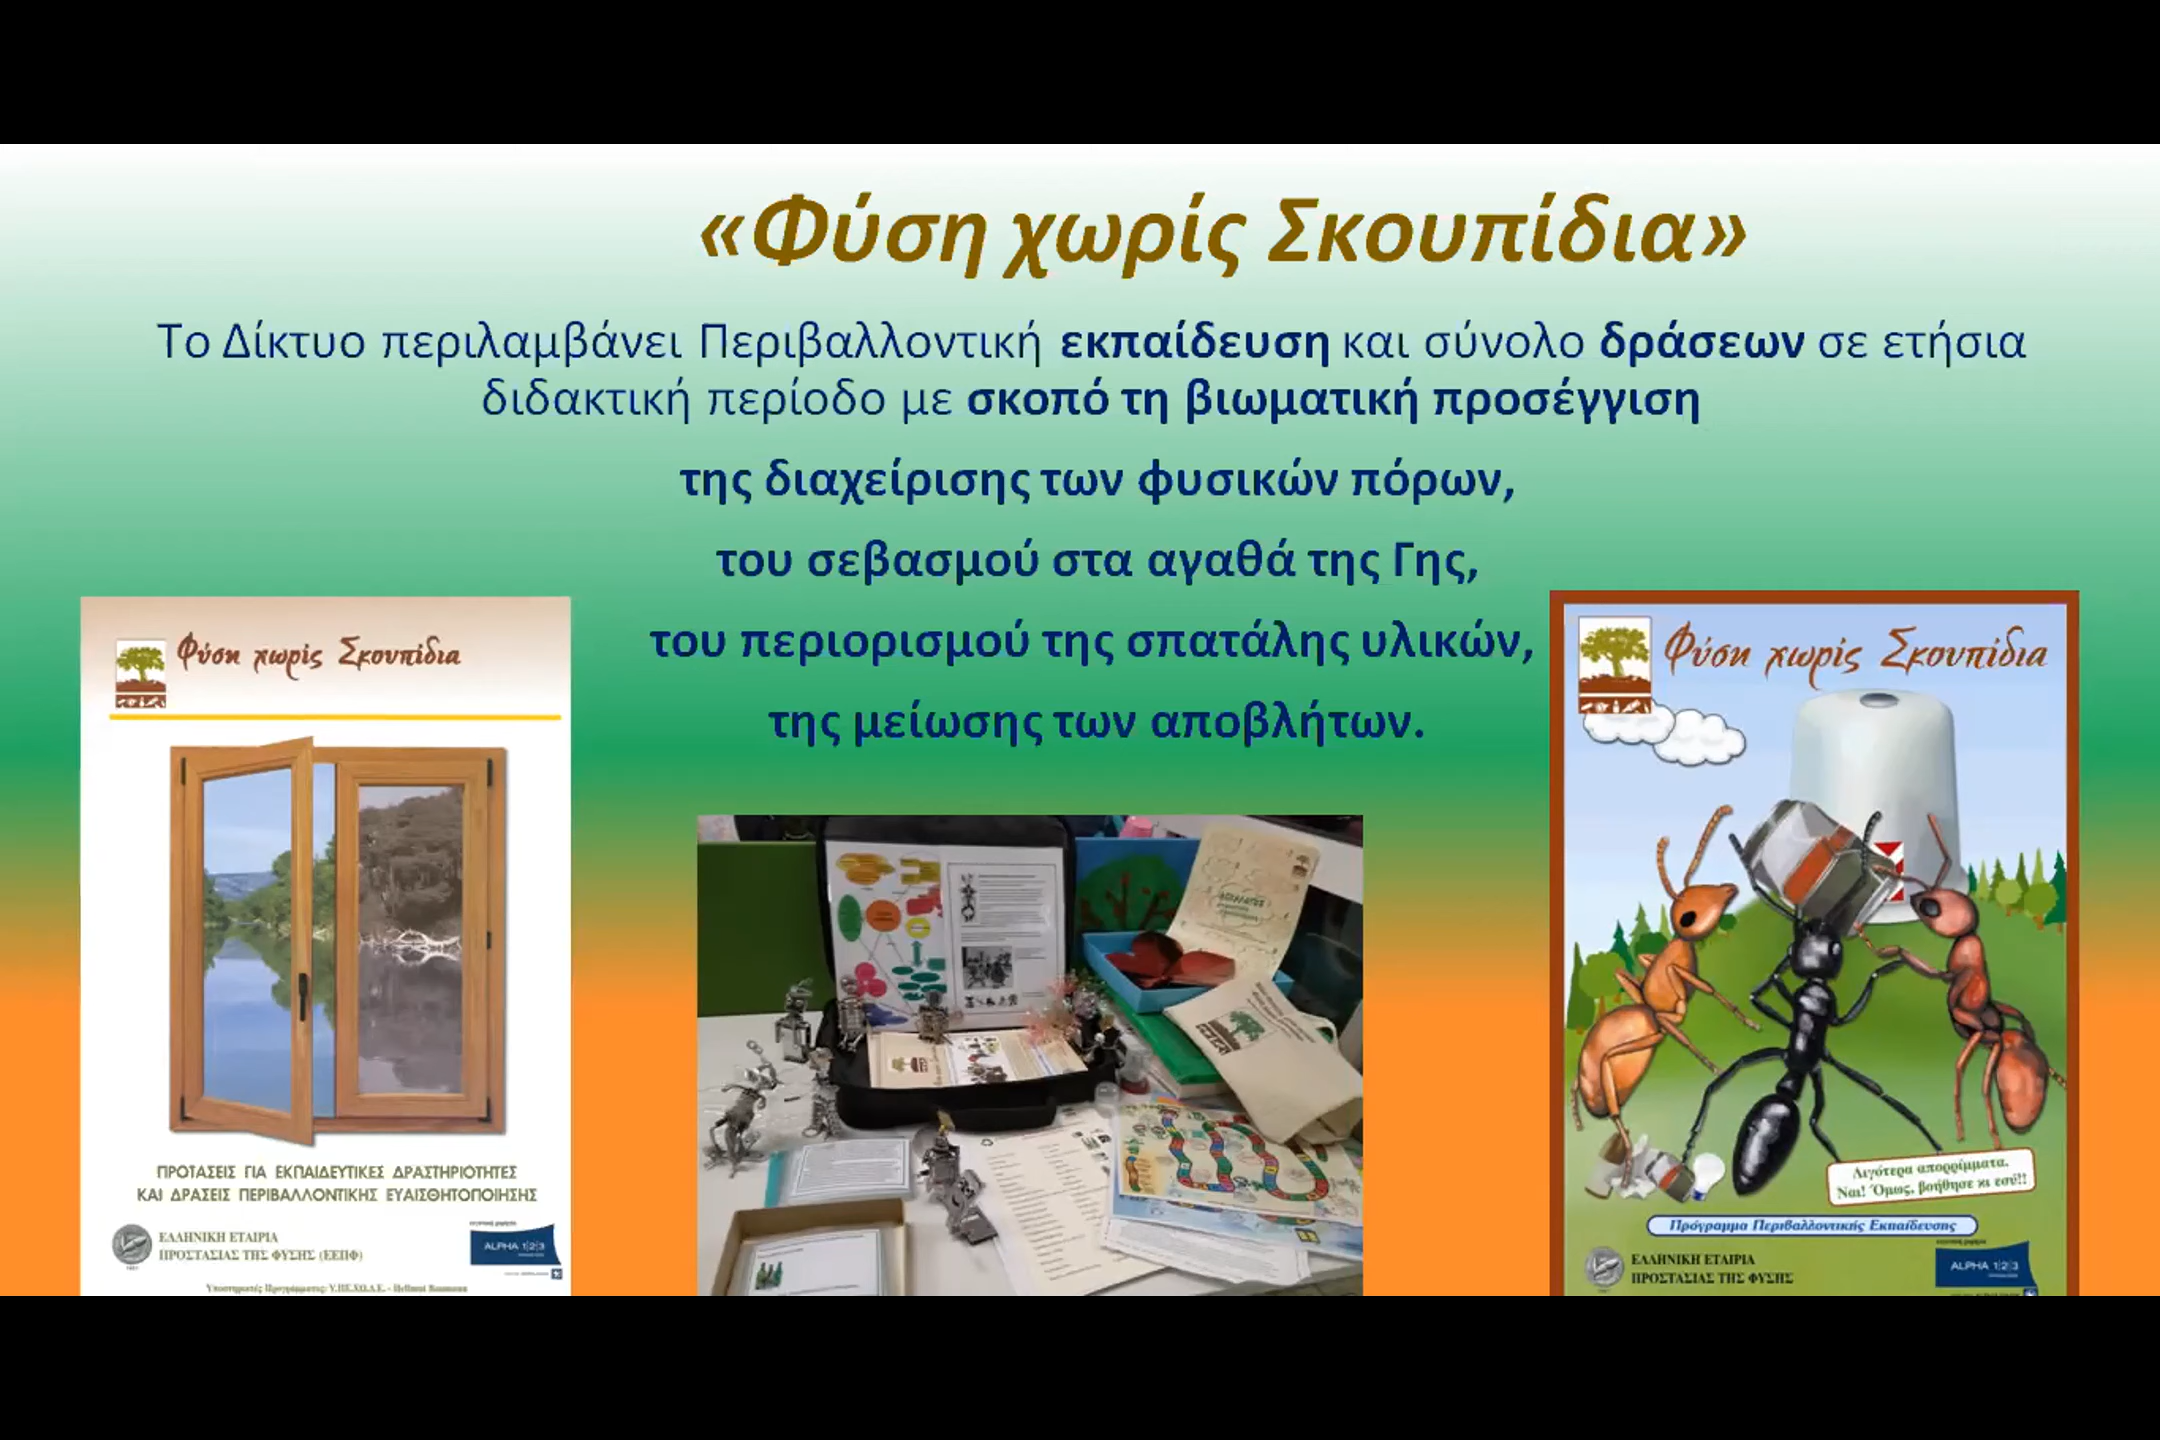 «Φύση χωρίς Σκουπίδια»
Το Δίκτυο περιλαμβάνει Περιβαλλοντική εκπαίδευση και σύνολο δράσεων σε ετήσια
διδακτική περίοδο με σκοπό τη βιωματική προσέγγιση
της διαχείρισης των φυσικών πόρων,
του σεβασμού στα αγαθά της Γης,
του περιορισμού της σπατάλης υλικών,
της μείωσης των αποβλήτων.
Φύση χωρίς Σκουπίδια
ΠΡΟΤΑΣΕΙΣ ΓΙΑ ΕΚΠΑΙΔΕΥΤΙΚΕΣ ΔΡΑΣΤΗΡΙΟΤΗΤΕΣ
ΚΑΙ ΔΡΑΣΕΙΣ ΠΕΡΙΒΑΛΛΟΝΤΙΚΗΣ ΕΥΑΙΣΘΗΤΟΠΟΙΗΣΗΣ
ΕΛΛΗΝΙΚΗ ΕΤΑΙΡΙΑ
ΠΡΟΣΤΑΣΙΑΣ ΤΗΣ ΦΥΣΗΣ (ΕΕΠΦ)
ALPHA 1|2|3
Φύση χωρίς Σκουπίδια
Λιγότερα απορρίμματα.
Ναι! Όμως, βοήθησε κι εσύ!!
Πρόγραμμα Περιβαλλοντικής Εκπαίδευσης
ΕΛΛΗΝΙΚΗ ΕΤΑΙΡΙΑ
ΠΡΟΣΤΑΣΙΑΣ ΤΗΣ ΦΥΣΗΣ
ALPHA 1|2|3